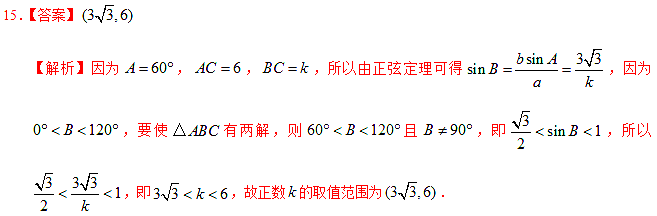 15.【答案】$(3\sqrt{3},6)$
【解析】因为 $A=60°$，$AC=6$，$BC=k$，所以由正弦定理可得 $\sin B=\dfrac{b\sin A}{a}=\dfrac{3\sqrt{3}}{k}$，因为
$0°<B<120°$，要使 $\triangle ABC$ 有两解，则 $60°<B<120°$ 且 $B\neq 90°$，即 $\dfrac{\sqrt{3}}{2}<\sin B<1$，所以
$\dfrac{\sqrt{3}}{2}<\dfrac{3\sqrt{3}}{k}<1$，即 $3\sqrt{3}<k<6$，故正数 $k$ 的取值范围为 $(3\sqrt{3},6)$．